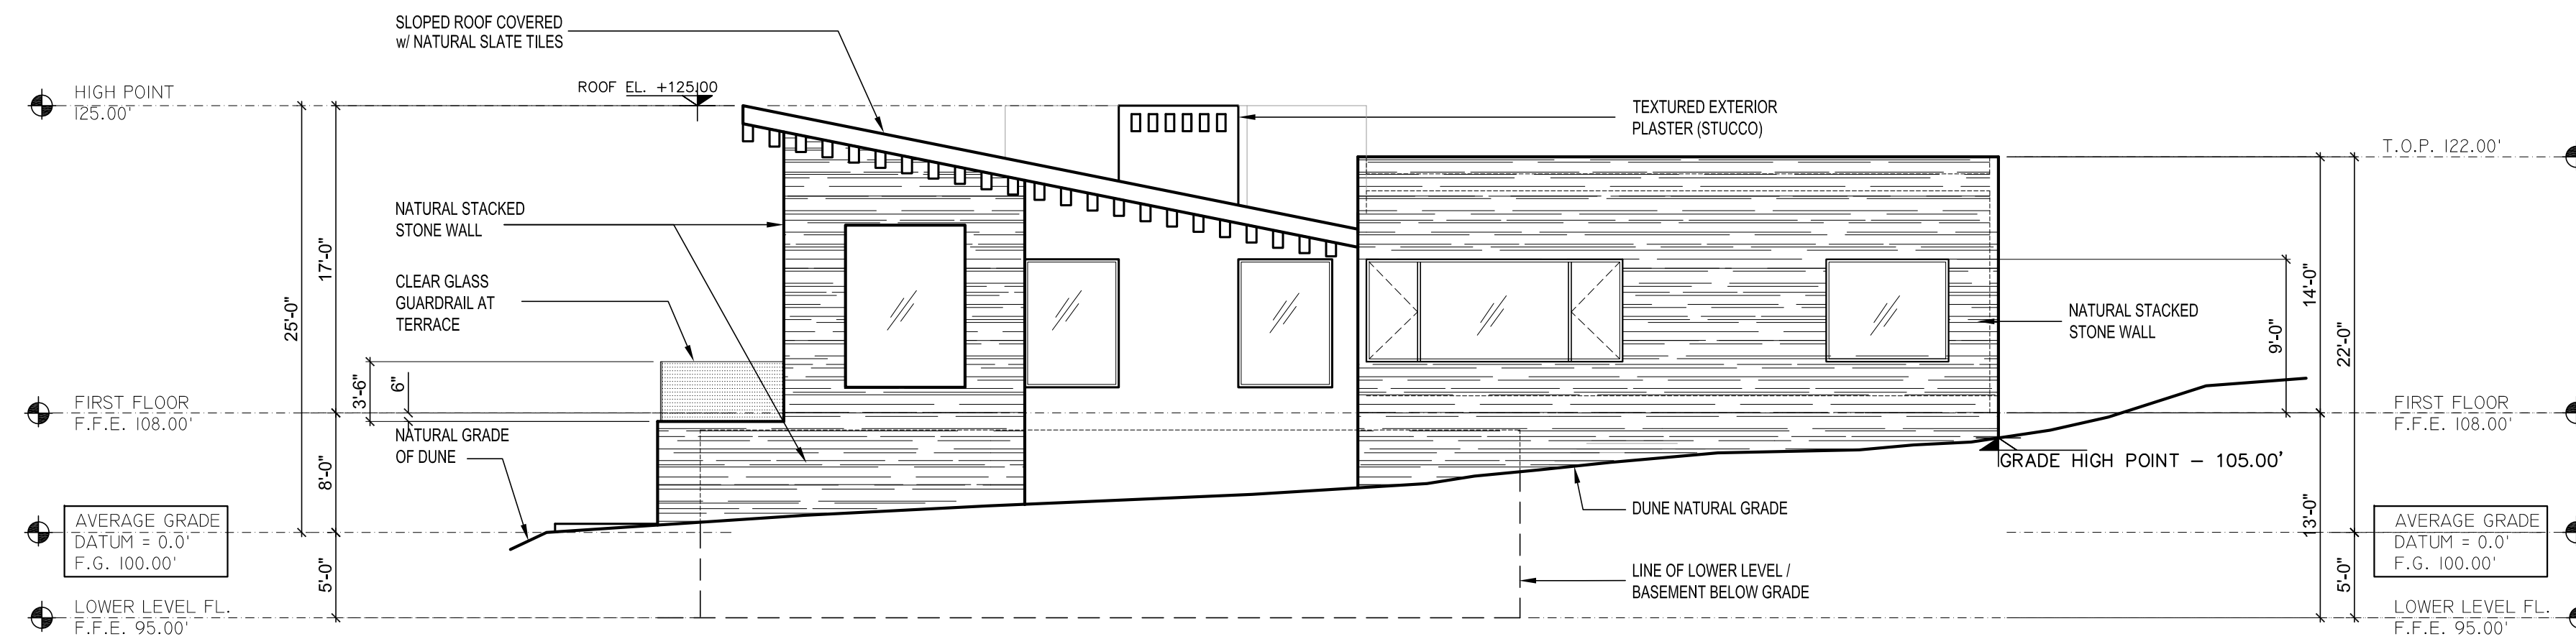 SLOPED ROOF COVERED
w/ NATURAL SLATE TILES
HIGH POINT
125.00'
ROOF EL. +125.00
TEXTURED EXTERIOR
PLASTER (STUCCO)
T.O.P. 122.00'
NATURAL STACKED
STONE WALL
CLEAR GLASS
GUARDRAIL AT
TERRACE
17'-0"
25'-0"
3'-6"
6"
8'-0"
5'-0"
FIRST FLOOR
F.F.E. 108.00'
NATURAL GRADE
OF DUNE
AVERAGE GRADE
DATUM = 0.0'
F.G. 100.00'
LOWER LEVEL FL.
F.F.E. 95.00'
NATURAL STACKED
STONE WALL
9'-0"
14'-0"
22'-0"
13'-0"
5'-0"
FIRST FLOOR
F.F.E. 108.00'
GRADE HIGH POINT – 105.00'
DUNE NATURAL GRADE
LINE OF LOWER LEVEL /
BASEMENT BELOW GRADE
AVERAGE GRADE
DATUM = 0.0'
F.G. 100.00'
LOWER LEVEL FL.
F.F.E. 95.00'